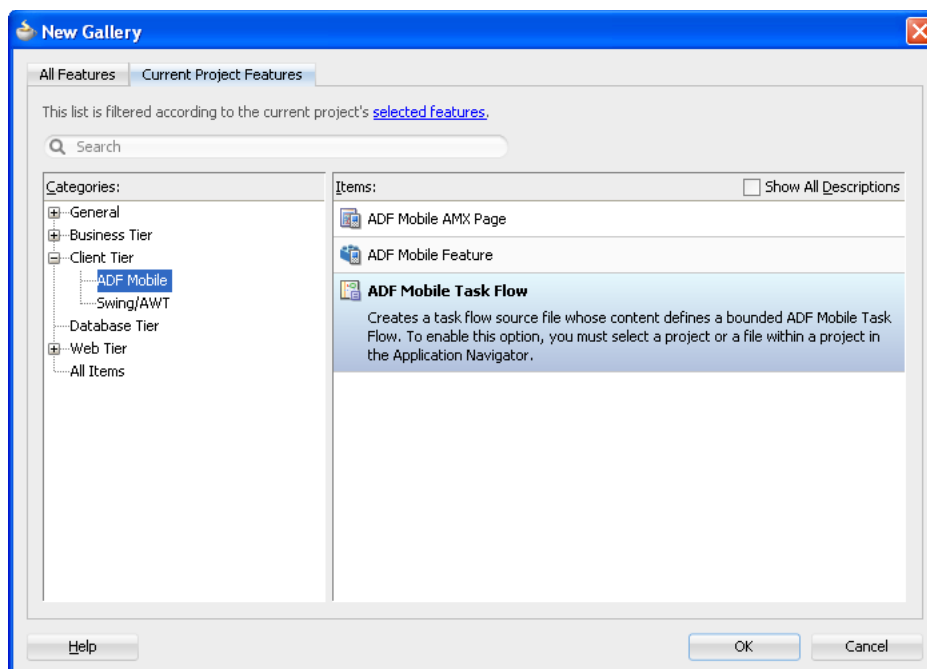 New Gallery
All Features
Current Project Features
This list is filtered according to the current project's selected features.
Search
Categories:
General
Business Tier
Client Tier
ADF Mobile
Swing/AWT
Database Tier
Web Tier
All Items
Items:
Show All Descriptions
ADF Mobile AMX Page
ADF Mobile Feature
ADF Mobile Task Flow
Creates a task flow source file whose content defines a bounded ADF Mobile Task
Flow. To enable this option, you must select a project or a file within a project in
the Application Navigator.
Help
OK
Cancel